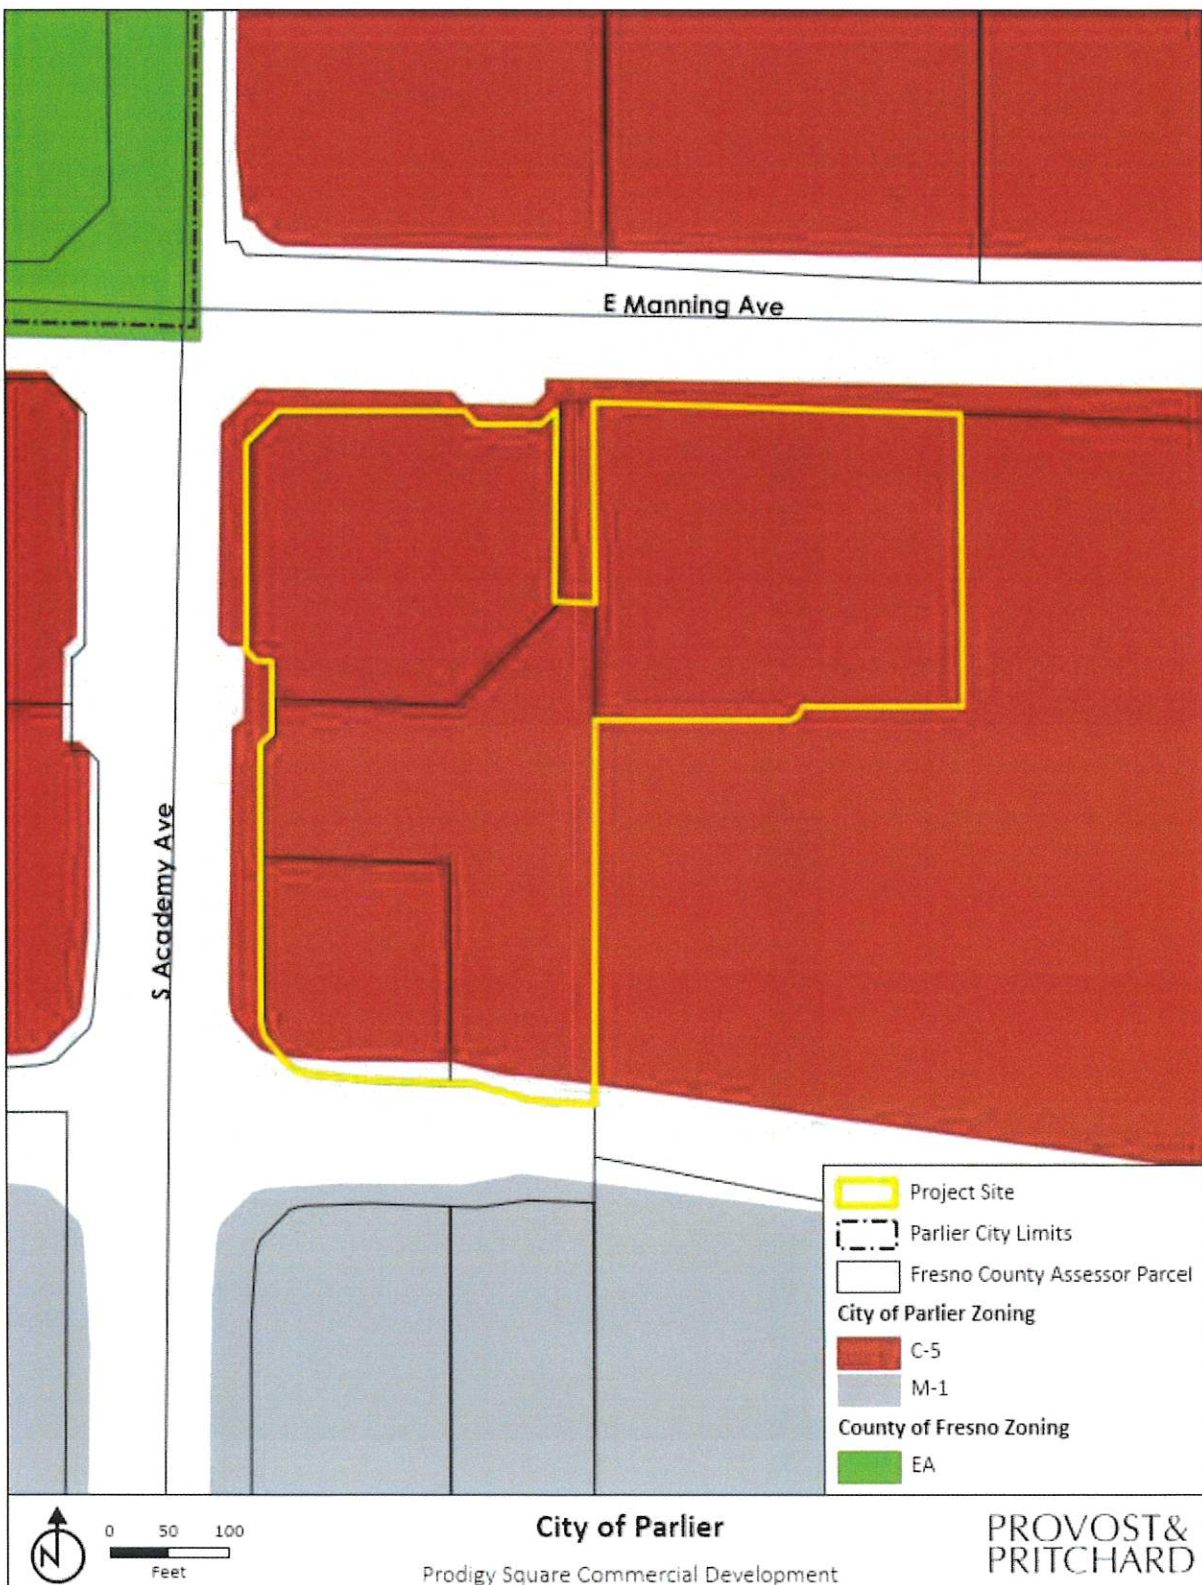 E Manning Ave
S Academy Ave
Project Site
Parlier City Limits
Fresno County Assessor Parcel
City of Parlier Zoning
C-5
M-1
County of Fresno Zoning
EA
N
0 50 100
Feet
City of Parlier
Prodigy Square Commercial Development
PROVOST&
PRITCHARD